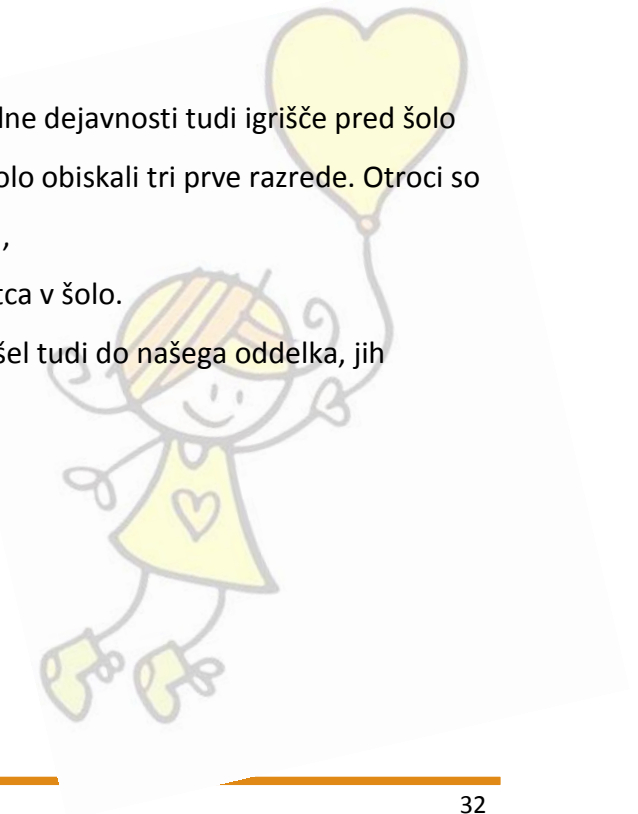 dne dejavnosti tudi igrišče pred šolo
olo obiskali tri prve razrede. Otroci so
,
tca v šolo.
šel tudi do našega oddelka, jih
32